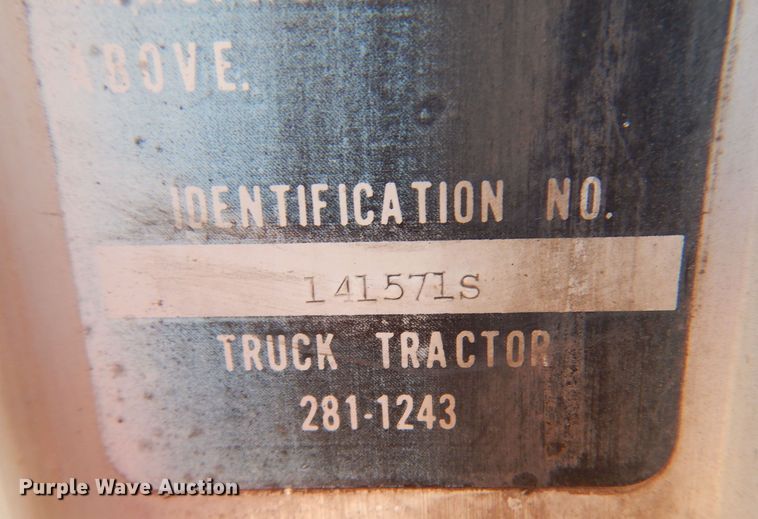 ABOVE.
IDENTIFICATION NO.
141571S
TRUCK TRACTOR
281-1243
Purple Wave Auction